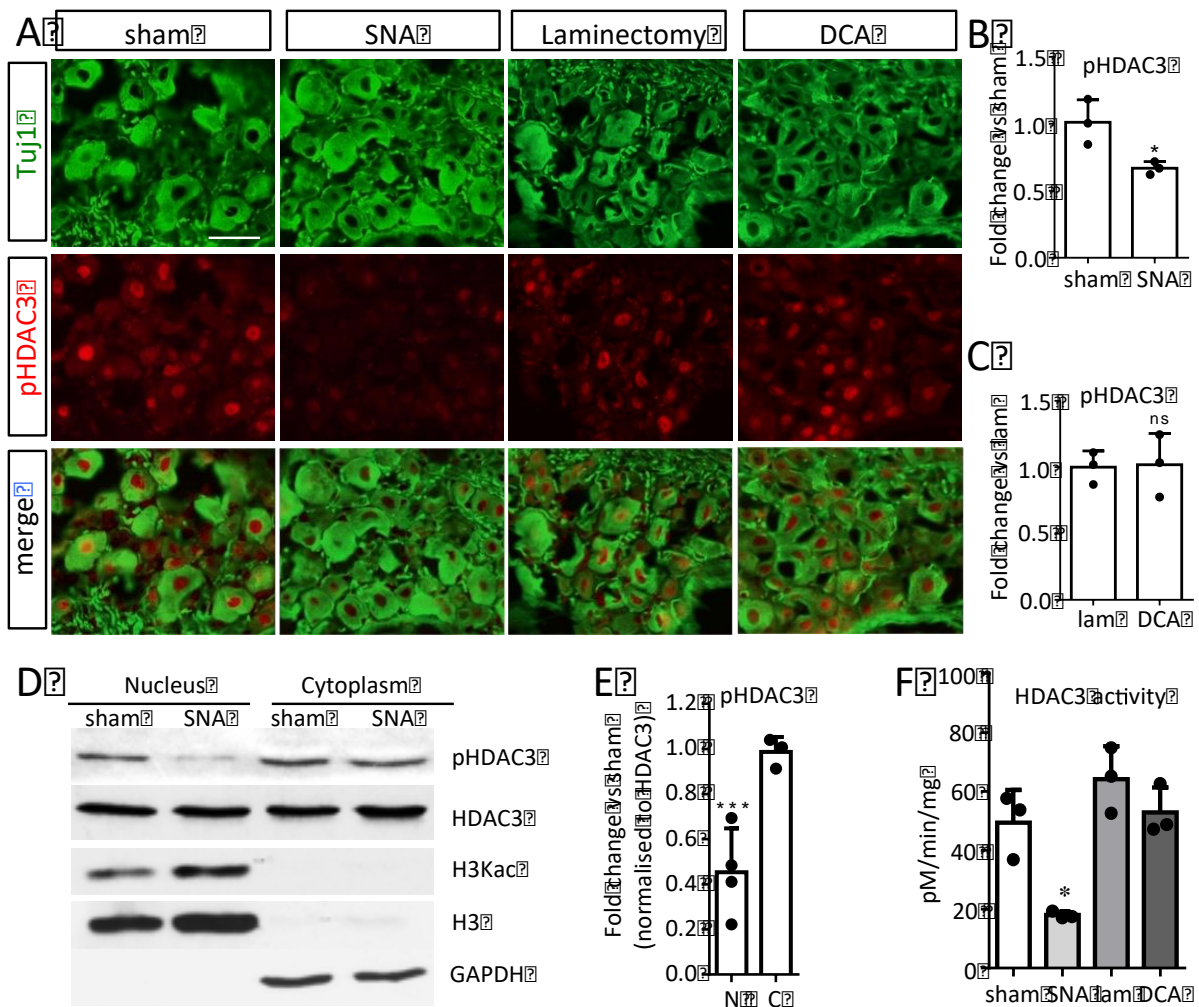 A
sham SNA Laminectomy DCA
Tuj1
pHDAC3
merge
B
pHDAC3
Fold change vs sham
1.5
1.0
0.5
0.0
*
sham SNA
C
pHDAC3
Fold change vs lam
1.5
1.0
0.5
0.0
ns
lam DCA
D
Nucleus Cytoplasm
sham SNA sham SNA
pHDAC3
HDAC3
H3Kac
H3
GAPDH
E
pHDAC3
Fold change vs sham
(normalised to HDAC3)
1.2
1.0
0.8
0.6
0.4
0.2
0.0
***
N C
F
HDAC3 activity
pM/min/mg
100
80
60
40
20
0
*
sham SNA lam DCA